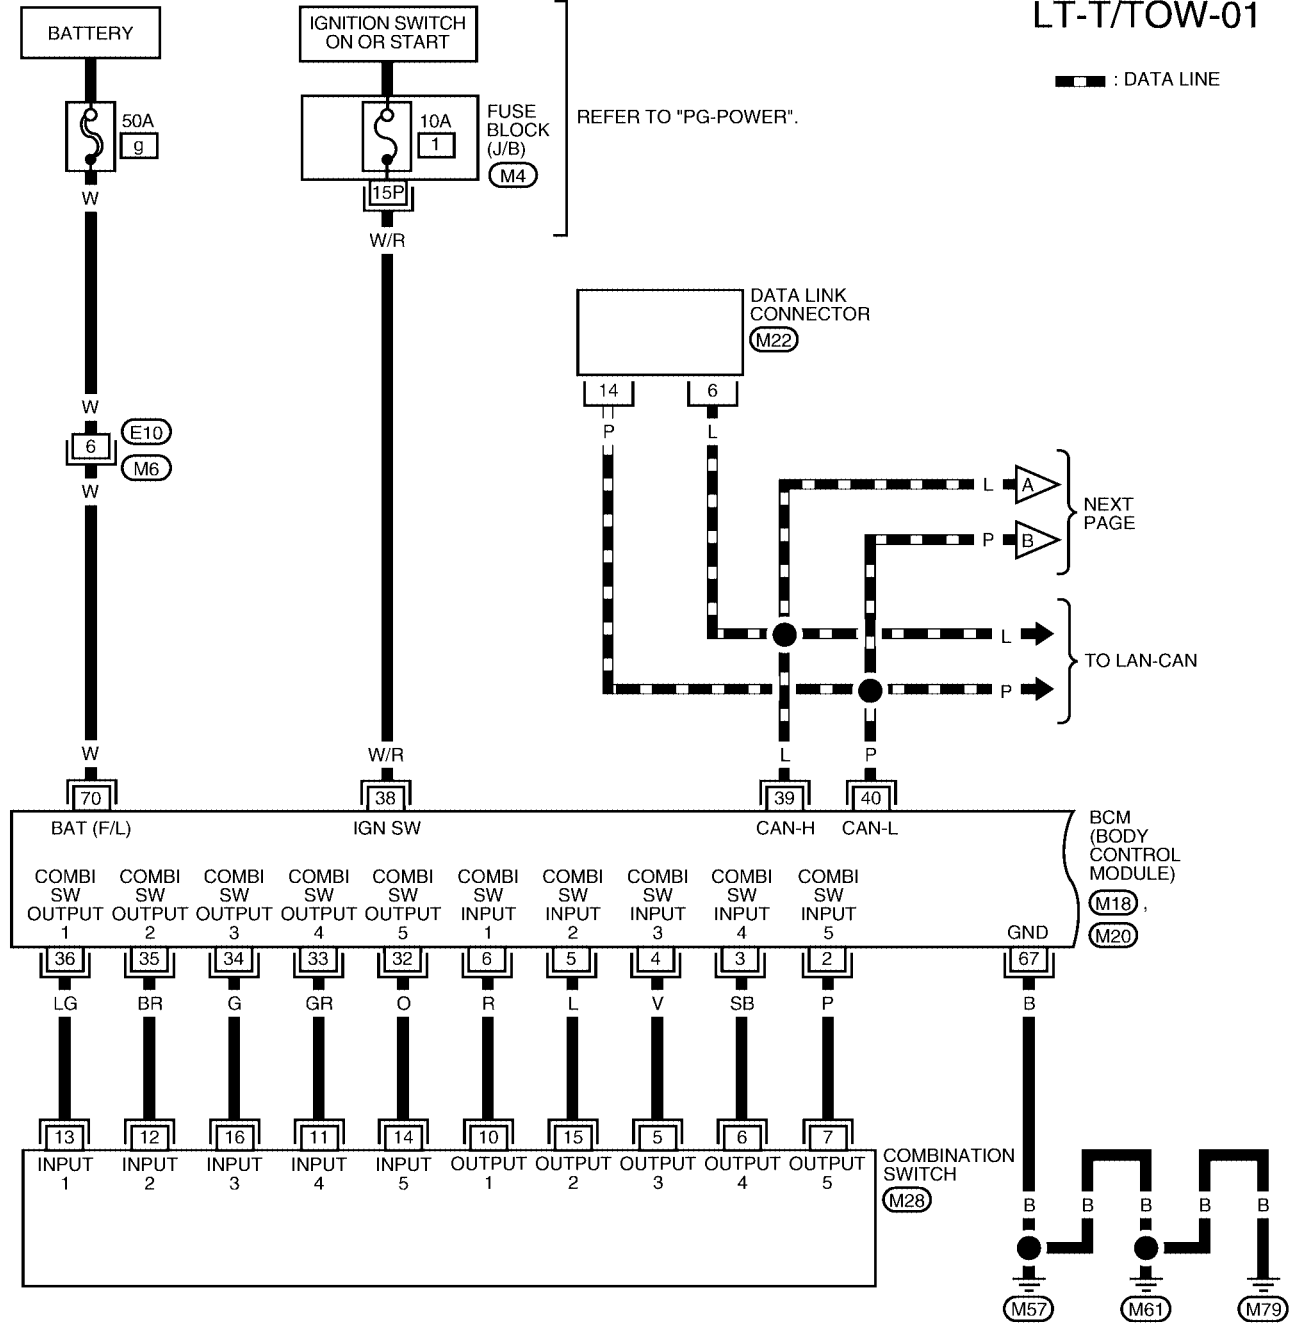 LT-T/TOW-01
: DATA LINE
BATTERY
IGNITION SWITCH
ON OR START
50A
g
10A
1
FUSE
BLOCK
(J/B)
M4
REFER TO "PG-POWER".
15P
W
W/R
DATA LINK
CONNECTOR
M22
14
6
P
L
W
6
E10
M6
W
L
A
P
B
NEXT
PAGE
L
P
TO LAN-CAN
W
W/R
L
P
70
38
39
40
BAT (F/L)
IGN SW
CAN-H
CAN-L
BCM
(BODY
CONTROL
MODULE)
M18 ,
M20
COMBI
SW
OUTPUT
1
COMBI
SW
OUTPUT
2
COMBI
SW
OUTPUT
3
COMBI
SW
OUTPUT
4
COMBI
SW
OUTPUT
5
COMBI
SW
INPUT
1
COMBI
SW
INPUT
2
COMBI
SW
INPUT
3
COMBI
SW
INPUT
4
COMBI
SW
INPUT
5
GND
36
35
34
33
32
6
5
4
3
2
67
LG
BR
G
GR
O
R
L
V
SB
P
B
13
12
16
11
14
10
15
5
6
7
INPUT
1
INPUT
2
INPUT
3
INPUT
4
INPUT
5
OUTPUT
1
OUTPUT
2
OUTPUT
3
OUTPUT
4
OUTPUT
5
COMBINATION
SWITCH
M28
B
B
B
B
B
M57
M61
M79